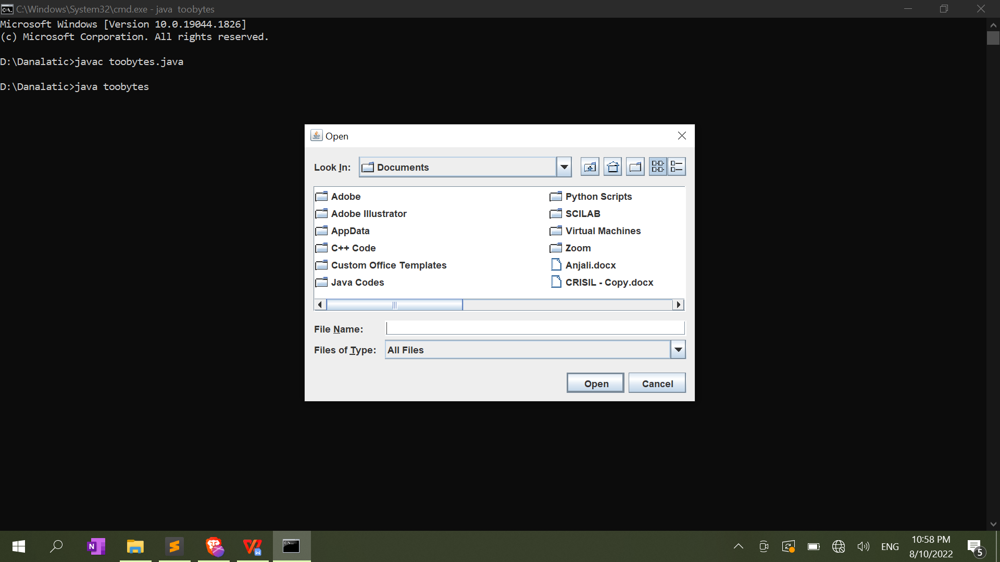 C:\Windows\System32\cmd.exe - java  toobytes
Microsoft Windows [Version 10.0.19044.1826]
(c) Microsoft Corporation. All rights reserved.
D:\Danalatic>javac toobytes.java
D:\Danalatic>java toobytes
Open
Look In:
Documents
Adobe
Adobe Illustrator
AppData
C++ Code
Custom Office Templates
Java Codes
Python Scripts
SCILAB
Virtual Machines
Zoom
Anjali.docx
CRISIL - Copy.docx
File Name:
Files of Type:
All Files
Open
Cancel
ENG
10:58 PM
8/10/2022
5